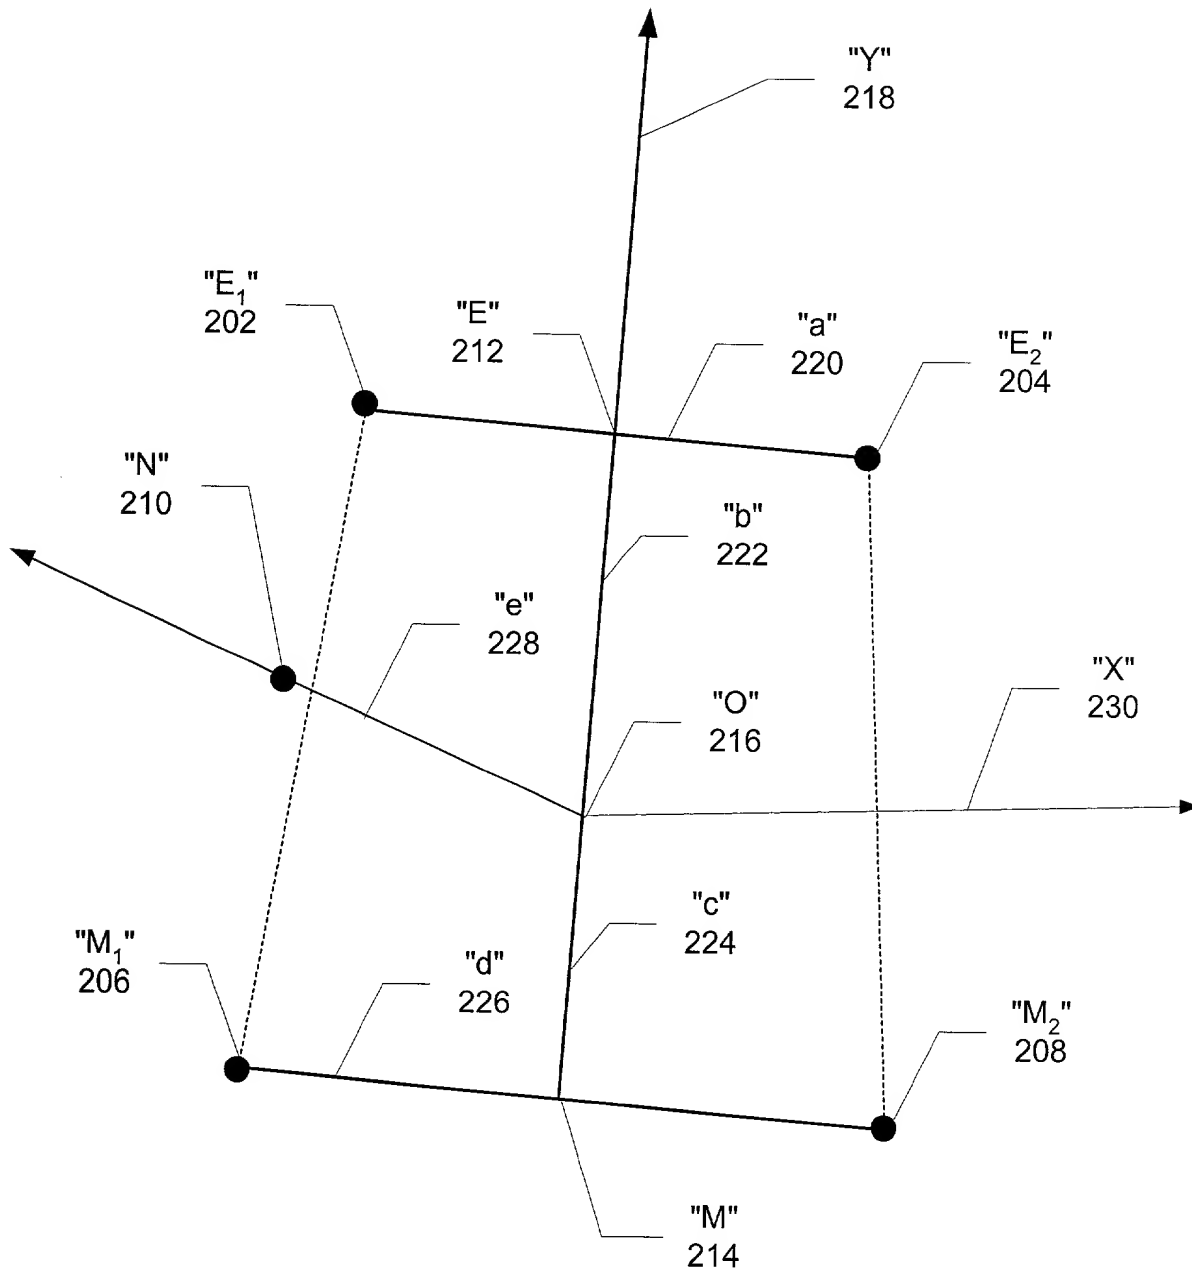 "Y"
218
"E₁"
202
"E"
212
"a"
220
"E₂"
204
"N"
210
"b"
222
"e"
228
"X"
230
"O"
216
"c"
224
"M₁"
206
"d"
226
"M₂"
208
"M"
214